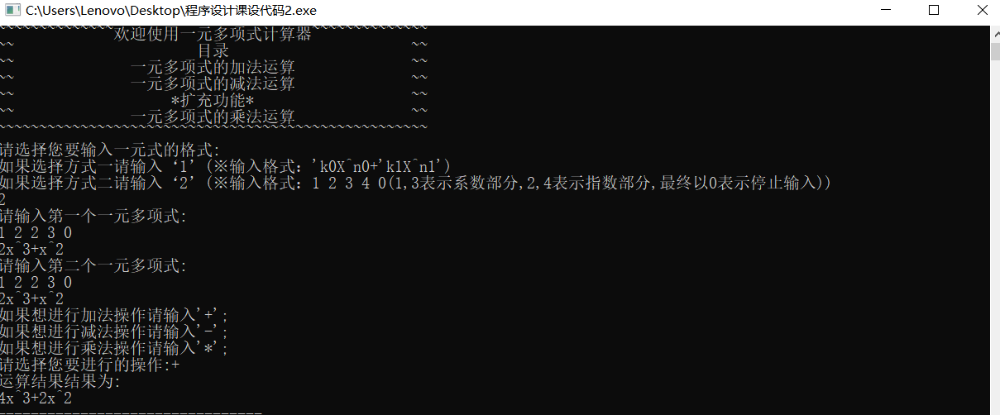 C:\Users\Lenovo\Desktop\程序设计课设代码2.exe
~~~~~~~~~~~~~~欢迎使用一元多项式计算器~~~~~~~~~~~~~~
~~ 目录 ~~
~~ 一元多项式的加法运算 ~~
~~ 一元多项式的减法运算 ~~
~~ *扩充功能* ~~
~~ 一元多项式的乘法运算 ~~
~~~~~~~~~~~~~~~~~~~~~~~~~~~~~~~~~~~~~~~~~~~~~~~~~~~~
请选择您要输入一元式的格式:
如果选择方式一请输入‘1’(※输入格式：'k0X^n0+'k1X^n1')
如果选择方式二请输入‘2’(※输入格式：1 2 3 4 0(1,3表示系数部分,2,4表示指数部分,最终以0表示停止输入))
2
请输入第一个一元多项式:
1 2 2 3 0
2x^3+x^2
请输入第二个一元多项式:
1 2 2 3 0
2x^3+x^2
如果想进行加法操作请输入'+';
如果想进行减法操作请输入'-';
如果想进行乘法操作请输入'*';
请选择您要进行的操作:+
运算结果结果为:
4x^3+2x^2
--------------------------------